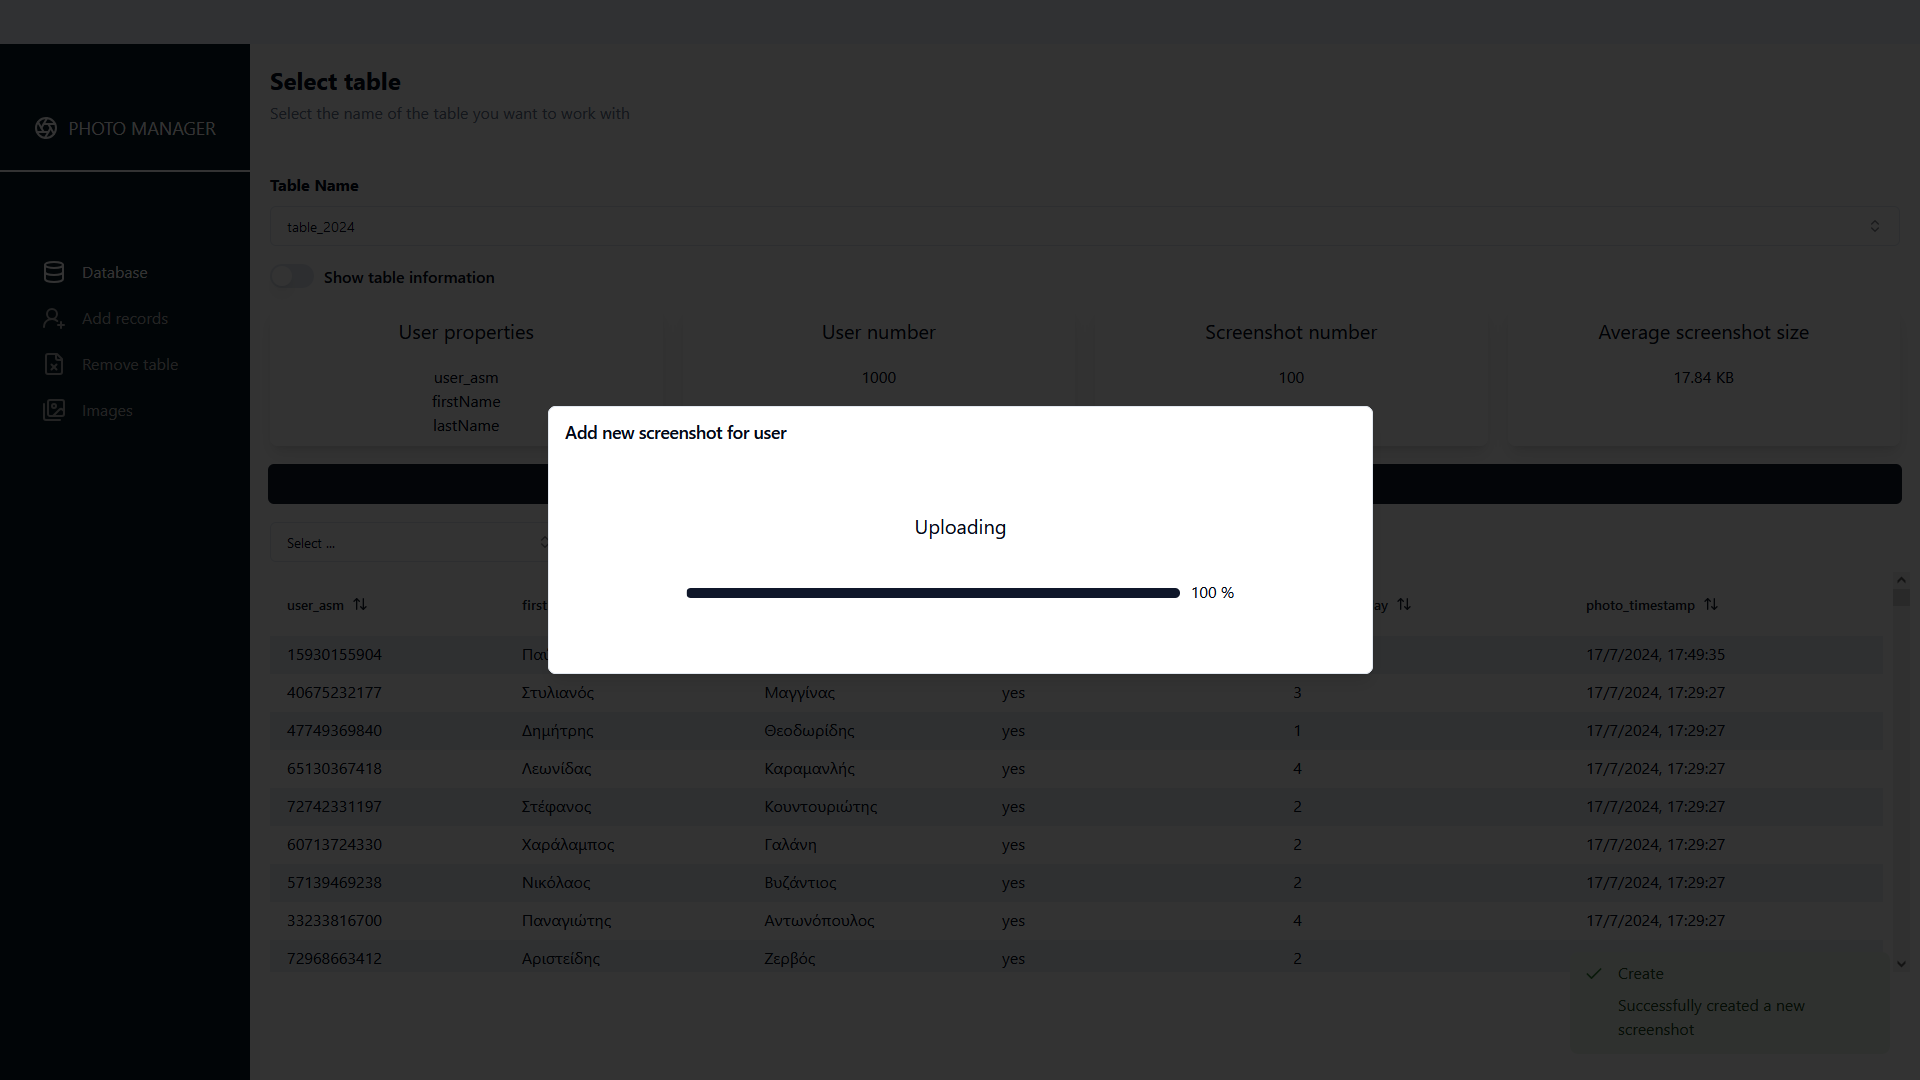 PHOTO MANAGER
Database
Add records
Remove table
Images
Select table
Select the name of the table you want to work with
Table Name
table_2024
Show table information
User properties
user_asm
firstName
lastName
User number
1000
Screenshot number
100
Average screenshot size
17.84 KB
Add new screenshot for user
Uploading
100 %
Select ...
user_asm first ay photo_timestamp
15930155904 17/7/2024, 17:49:35
40675232177 Στυλιανός Μαγγίνας yes 3 17/7/2024, 17:29:27
47749369840 Δημήτρης Θεοδωρίδης yes 1 17/7/2024, 17:29:27
65130367418 Λεωνίδας Καραμανλής yes 4 17/7/2024, 17:29:27
72742331197 Στέφανος Κουντουριώτης yes 2 17/7/2024, 17:29:27
60713724330 Χαράλαμπος Γαλάνη yes 2 17/7/2024, 17:29:27
57139469238 Νικόλαος Βυζάντιος yes 2 17/7/2024, 17:29:27
33233816700 Παναγιώτης Αντωνόπουλος yes 4 17/7/2024, 17:29:27
72968663412 Αριστείδης Ζερβός yes 2
Create
Successfully created a new
screenshot